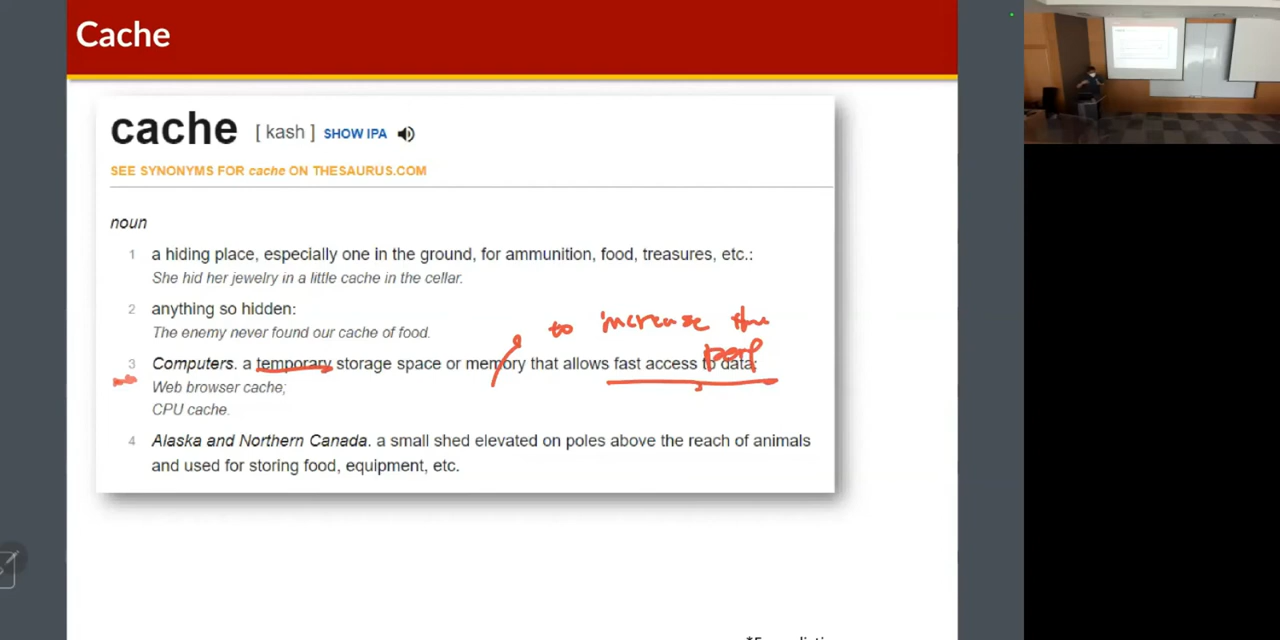 Cache
cache [ kash ] SHOW IPA
SEE SYNONYMS FOR cache ON THESAURUS.COM
noun
1 a hiding place, especially one in the ground, for ammunition, food, treasures, etc.:
She hid her jewelry in a little cache in the cellar.
2 anything so hidden:
The enemy never found our cache of food.
to increase the
perf
3 Computers. a temporary storage space or memory that allows fast access to data:
Web browser cache;
CPU cache.
4 Alaska and Northern Canada. a small shed elevated on poles above the reach of animals
and used for storing food, equipment, etc.